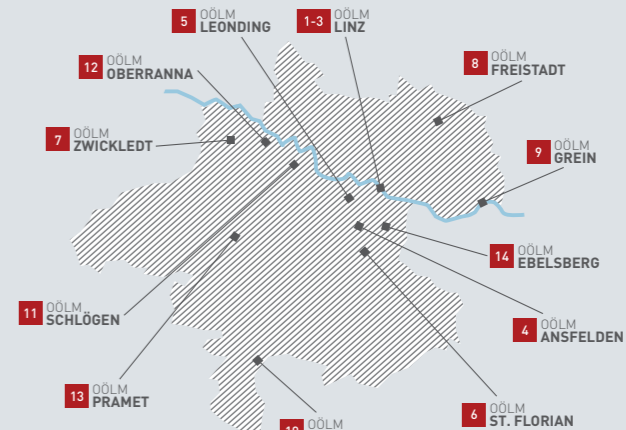 5 OÖLM
LEONDING
1-3 OÖLM
LINZ
12 OÖLM
OBERRANNA
8 OÖLM
FREISTADT
7 OÖLM
ZWICKLEDT
9 OÖLM
GREIN
14 OÖLM
EBELSBERG
11 OÖLM
SCHLÖGEN
4 OÖLM
ANSFELDEN
13 OÖLM
PRAMET
6 OÖLM
ST. FLORIAN
OÖLM